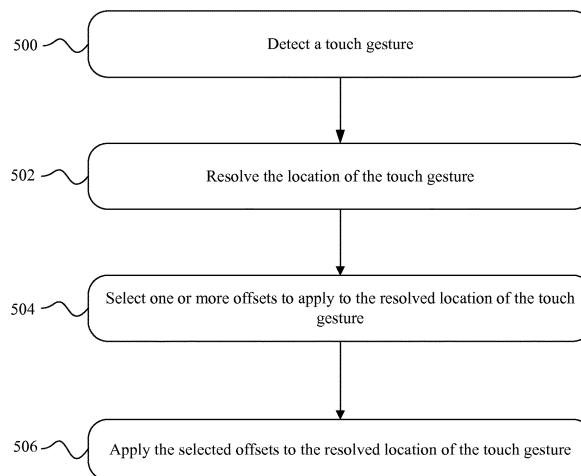 500
Detect a touch gesture
502
Resolve the location of the touch gesture
504
Select one or more offsets to apply to the resolved location of the touch
gesture
506
Apply the selected offsets to the resolved location of the touch gesture